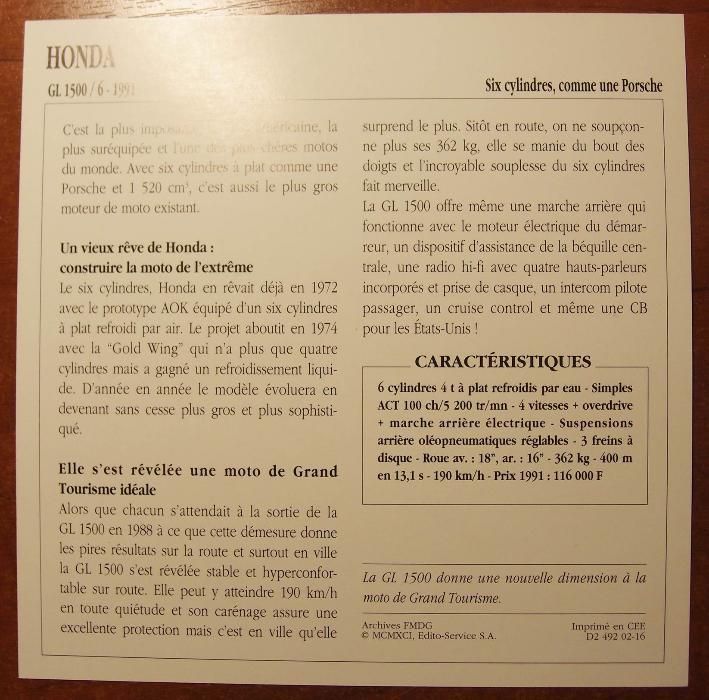 HONDA
GL 1500 / 6 - 1991
Six cylindres, comme une Porsche
C'est la plus américaine, la
plus suréquipée et l'une des plus chères motos
du monde. Avec six cylindres à plat comme une
Porsche et 1 520 cm³, c'est aussi le plus gros
moteur de moto existant.
Un vieux rêve de Honda :
construire la moto de l'extrême
Le six cylindres, Honda en rêvait déjà en 1972
avec le prototype AOK équipé d'un six cylindres
à plat refroidi par air. Le projet aboutit en 1974
avec la "Gold Wing" qui n'a plus que quatre
cylindres mais a gagné un refroidissement liqui-
de. D'année en année le modèle évoluera en
devenant sans cesse plus gros et plus sophisti-
qué.
Elle s'est révélée une moto de Grand
Tourisme idéale
Alors que chacun s'attendait à la sortie de la
GL 1500 en 1988 à ce que cette démesure donne
les pires résultats sur la route et surtout en ville
la GL 1500 s'est révélée stable et hyperconfor-
table sur route. Elle peut y atteindre 190 km/h
en toute quiétude et son carénage assure une
excellente protection mais c'est en ville qu'elle
surprend le plus. Sitôt en route, on ne soupçon-
ne plus ses 362 kg, elle se manie du bout des
doigts et l'incroyable souplesse du six cylindres
fait merveille.
La GL 1500 offre même une marche arrière qui
fonctionne avec le moteur électrique du démar-
reur, un dispositif d'assistance de la béquille cen-
trale, une radio hi-fi avec quatre hauts-parleurs
incorporés et prise de casque, un intercom pilote
passager, un cruise control et même une CB
pour les États-Unis !
CARACTÉRISTIQUES
6 cylindres 4 t à plat refroidis par eau - Simples
ACT 100 ch/5 200 tr/mn - 4 vitesses + overdrive
+ marche arrière électrique - Suspensions
arrière oléopneumatiques réglables - 3 freins à
disque - Roue av. : 18", ar. : 16" - 362 kg - 400 m
en 13,1 s - 190 km/h - Prix 1991 : 116 000 F
La GL 1500 donne une nouvelle dimension à la
moto de Grand Tourisme.
Archives FMDG
© MCMXCI, Edito-Service S.A.
Imprimé en CEE
D2 492 02-16